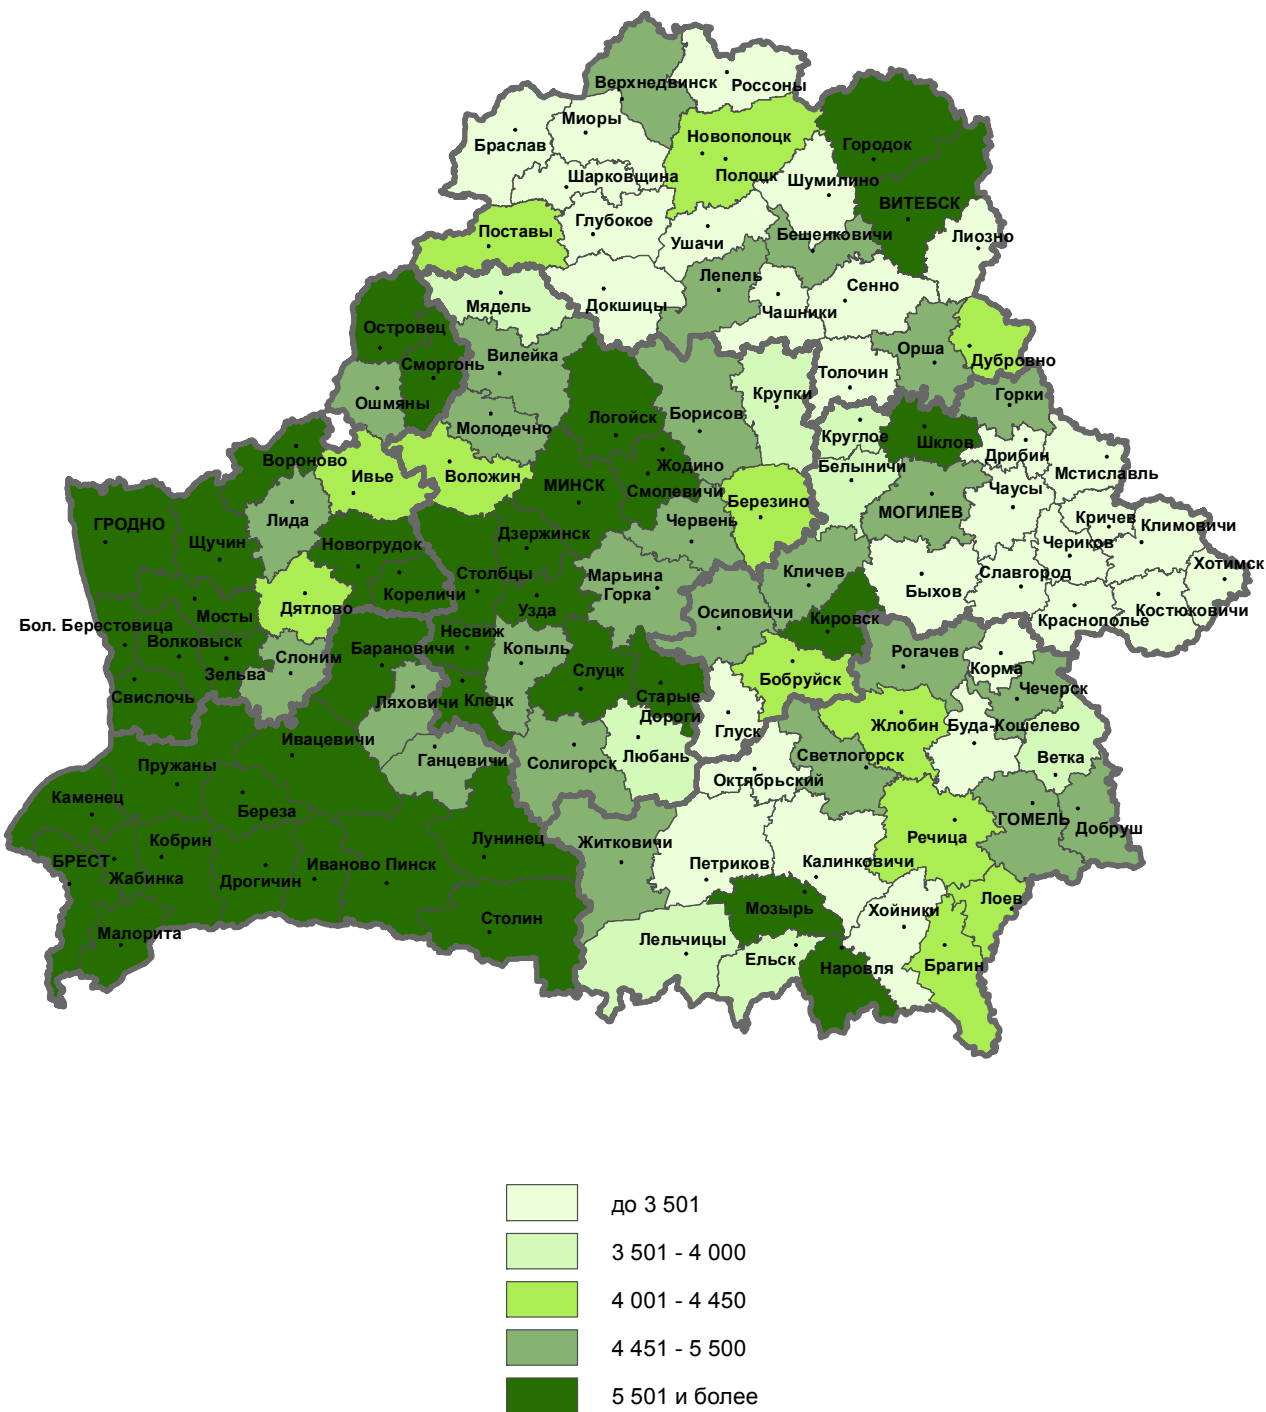 Верхнедвинск
Россоны
Миоры
Браслав
Новополоцк
Городок
Шарковщина
Полоцк
Шумилино
ВИТЕБСК
Поставы
Глубокое
Ушачи
Бешенковичи
Лиозно
Лепель
Сенно
Мядель
Докшицы
Чашники
Островец
Сморгонь
Вилейка
Орша
Дубровно
Толочин
Крупки
Горки
Ошмяны
Молодечно
Логойск
Борисов
Круглое
Шклов
Дрибин
Вороново
Ивье
Воложин
Жодино
Белыничи
Мстиславль
МИНСК
Смолевичи
Березино
Чаусы
ГРОДНО
Лида
Червень
МОГИЛЕВ
Кричев
Климовичи
Щучин
Новогрудок
Дзержинск
Чериков
Хотимск
Столбцы
Марьина
Горка
Кличев
Славгород
Кореличи
Быхов
Дятлово
Узда
Осиповичи
Костюковичи
Мосты
Кировск
Краснополье
Бол. Берестовица
Волковыск
Несвиж
Барановичи
Копыль
Рогачев
Слоним
Зельва
Слуцк
Бобруйск
Корма
Свислочь
Ляховичи
Клецк
Старые
Дороги
Чечерск
Ивацевичи
Глуск
Жлобин
Буда-Кошелево
Пружаны
Ганцевичи
Солигорск
Любань
Светлогорск
Ветка
Октябрьский
Каменец
Береза
ГОМЕЛЬ
Добруш
Кобрин
Лунинец
Житковичи
Речица
БРЕСТ
Жабинка
Дрогичин
Иваново
Пинск
Петриков
Калинковичи
Малорита
Столин
Мозырь
Хойники
Лоев
Лельчицы
Ельск
Наровля
Брагин
до 3 501
3 501 - 4 000
4 001 - 4 450
4 451 - 5 500
5 501 и более